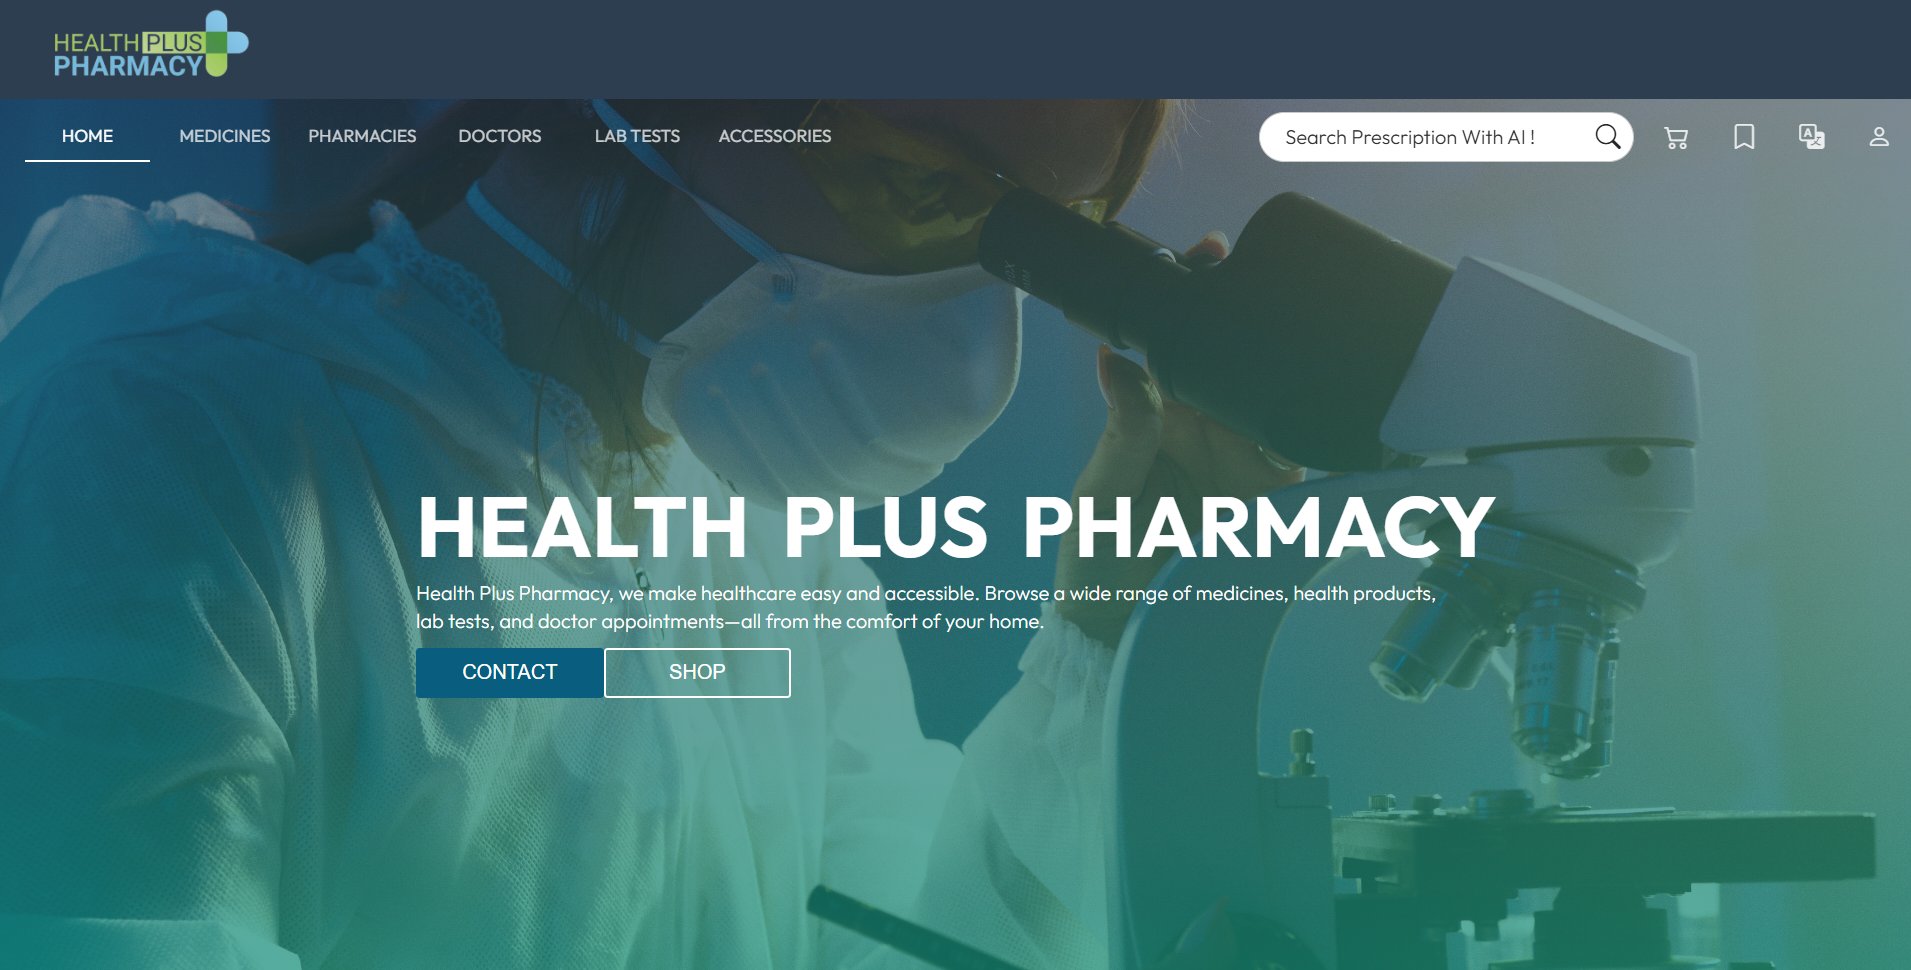 HEALTH PLUS
PHARMACY
HOME MEDICINES PHARMACIES DOCTORS LAB TESTS ACCESSORIES Search Prescription With AI !
HEALTH PLUS PHARMACY
Health Plus Pharmacy, we make healthcare easy and accessible. Browse a wide range of medicines, health products,
lab tests, and doctor appointments—all from the comfort of your home.
CONTACT SHOP